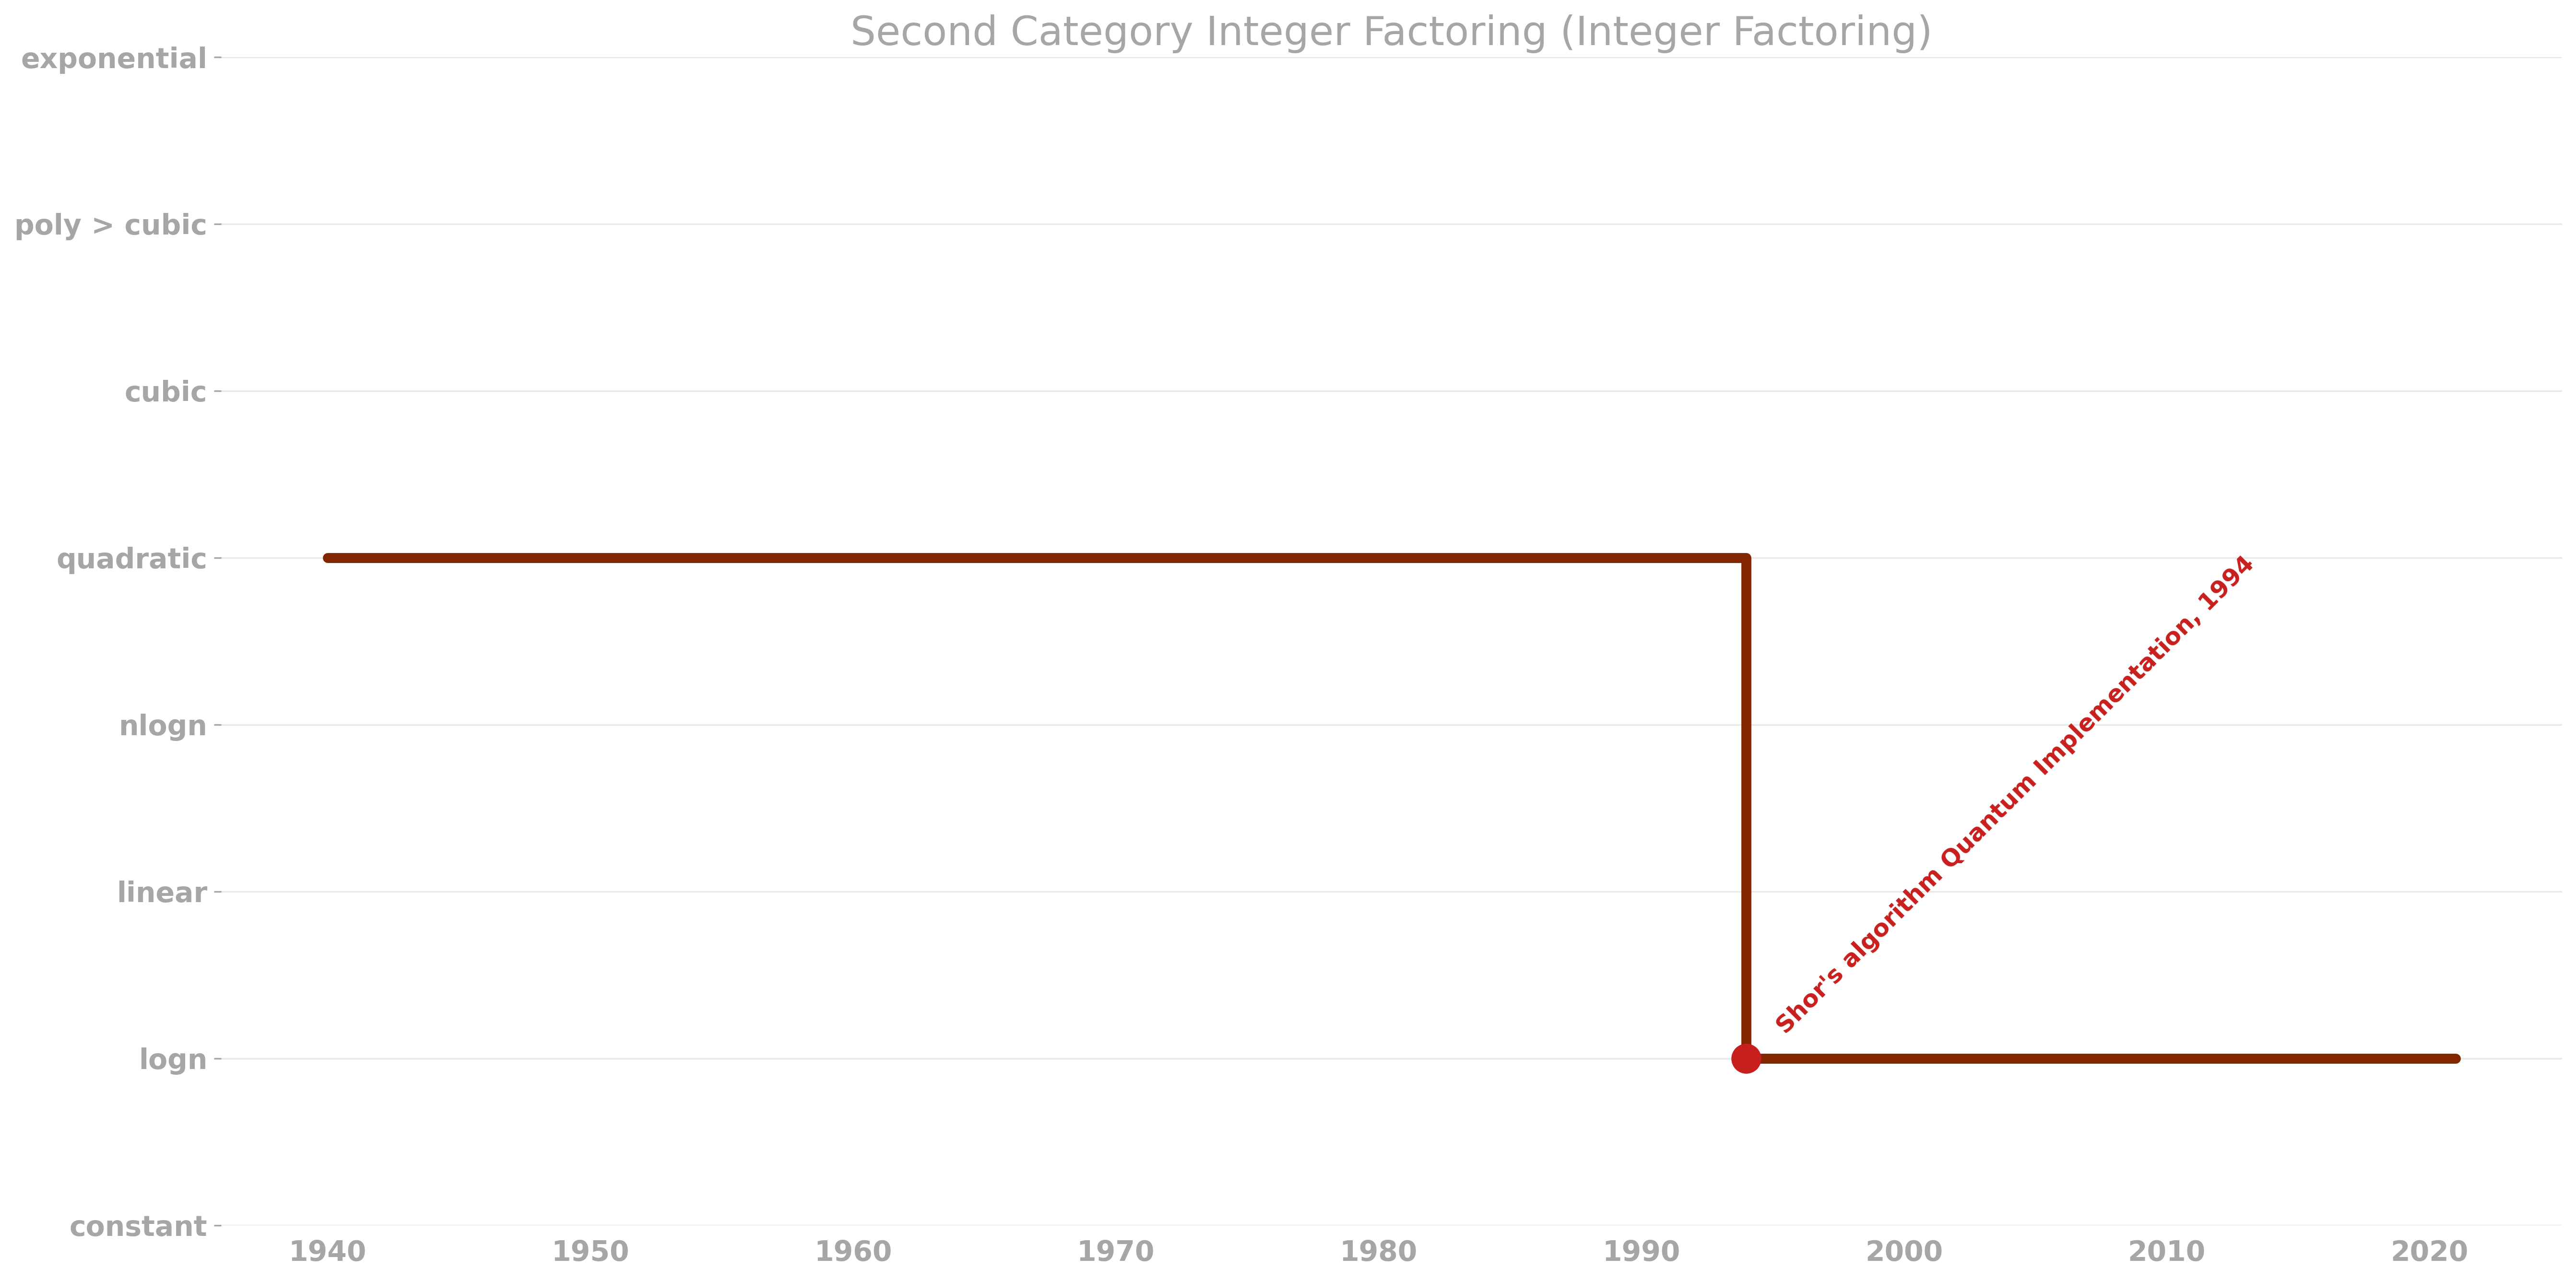 Second Category Integer Factoring (Integer Factoring)
exponential
poly > cubic
cubic
quadratic
nlogn
linear
logn
constant
Shor's algorithm Quantum Implementation, 1994
1940 1950 1960 1970 1980 1990 2000 2010 2020